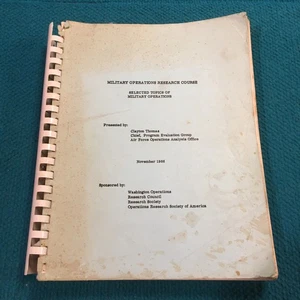 MILITARY OPERATIONS RESEARCH COURSE
SELECTED TOPICS OF
MILITARY OPERATIONS
Presented by:
Clayton Thomas
Chief, Program Evaluation Group
Air Force Operations Analysis Office
November
Sponsored by:
Washington Operations
Research Council
Research Society
Operations Research Society of America